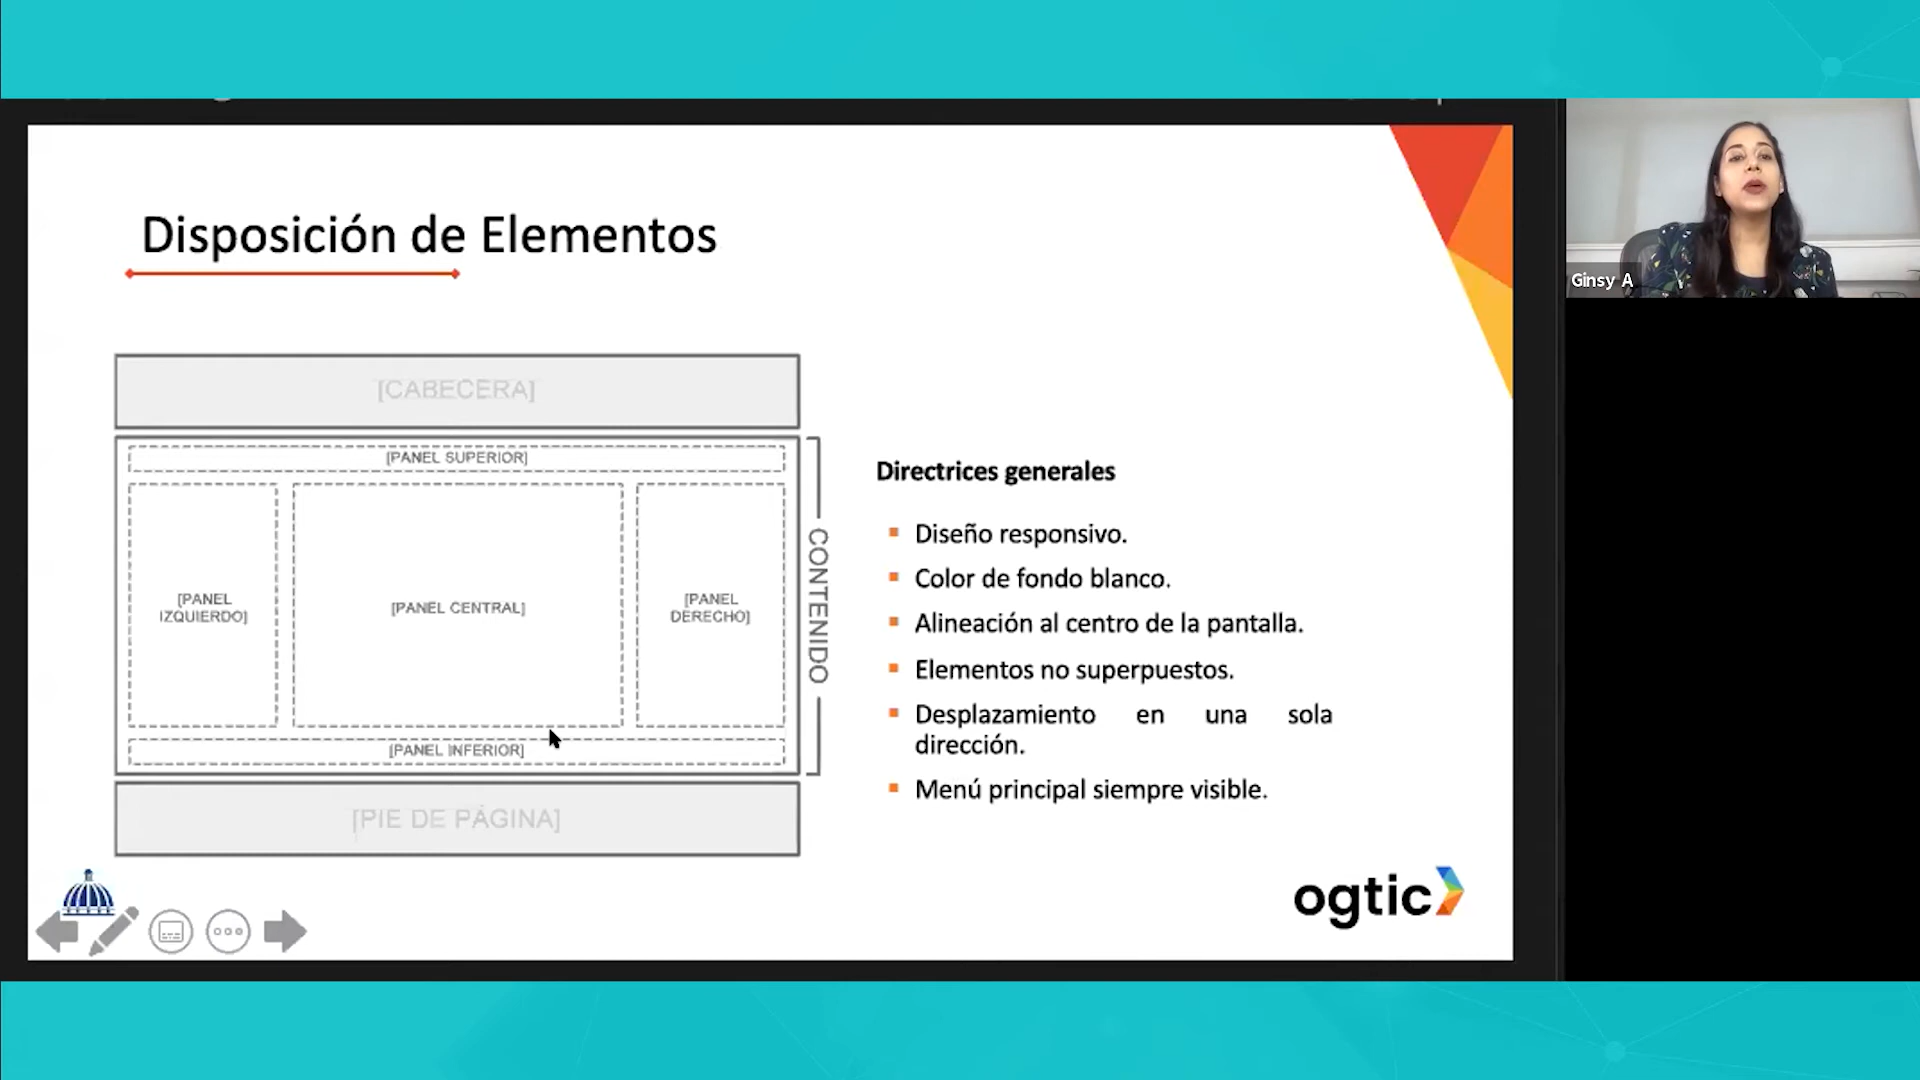 Disposición de Elementos
[CABECERA]
[PANEL SUPERIOR]
[PANEL
IZQUIERDO]
[PANEL CENTRAL]
[PANEL
DERECHO]
CONTENIDO
[PANEL INFERIOR]
[PIE DE PÁGINA]
Directrices generales
Diseño responsivo.
Color de fondo blanco.
Alineación al centro de la pantalla.
Elementos no superpuestos.
Desplazamiento en una sola
dirección.
Menú principal siempre visible.
ogtic
Ginsy A